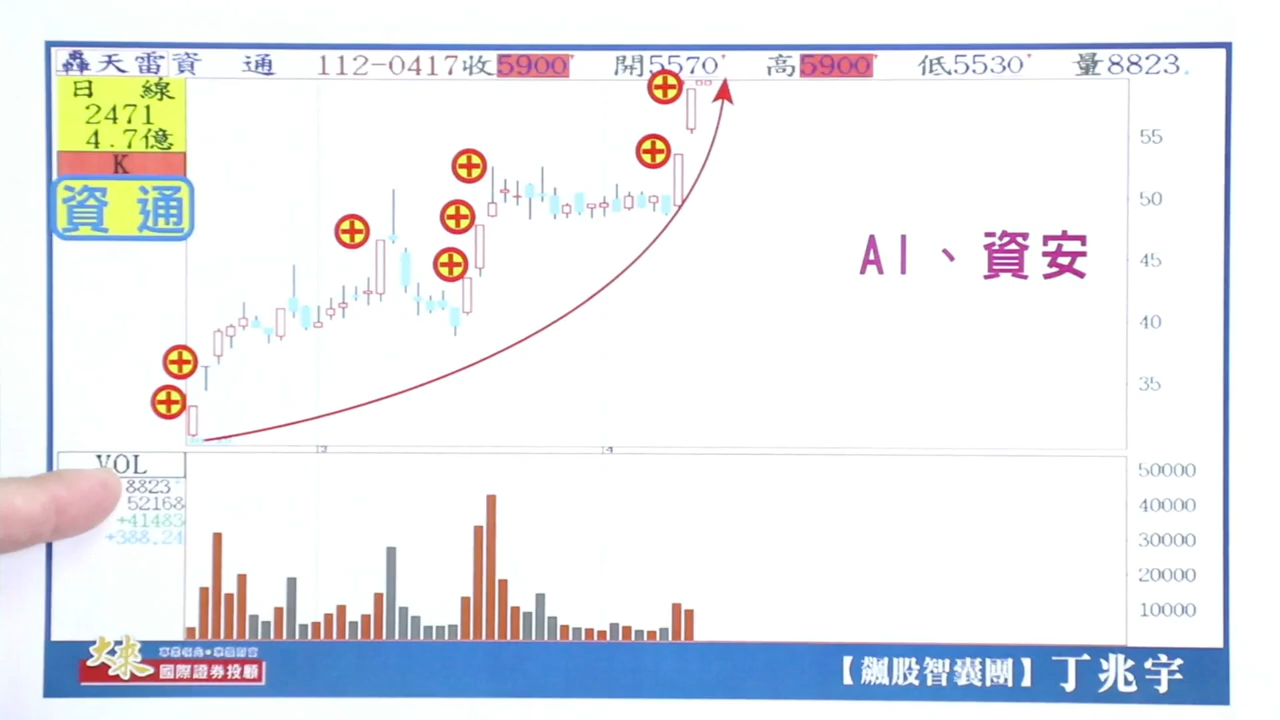 轟天雷資 通 112-0417收5900' 開5570' 高5900' 低5530' 量8823.
日 線
2471
4.7億
K
資 通
55
50
45
40
35
AI、資安
2 4
VOL
8823
52168
+41483
+388.24
50000
40000
30000
20000
10000
大來
國際證券投顧
【飆股智囊團】丁兆宇